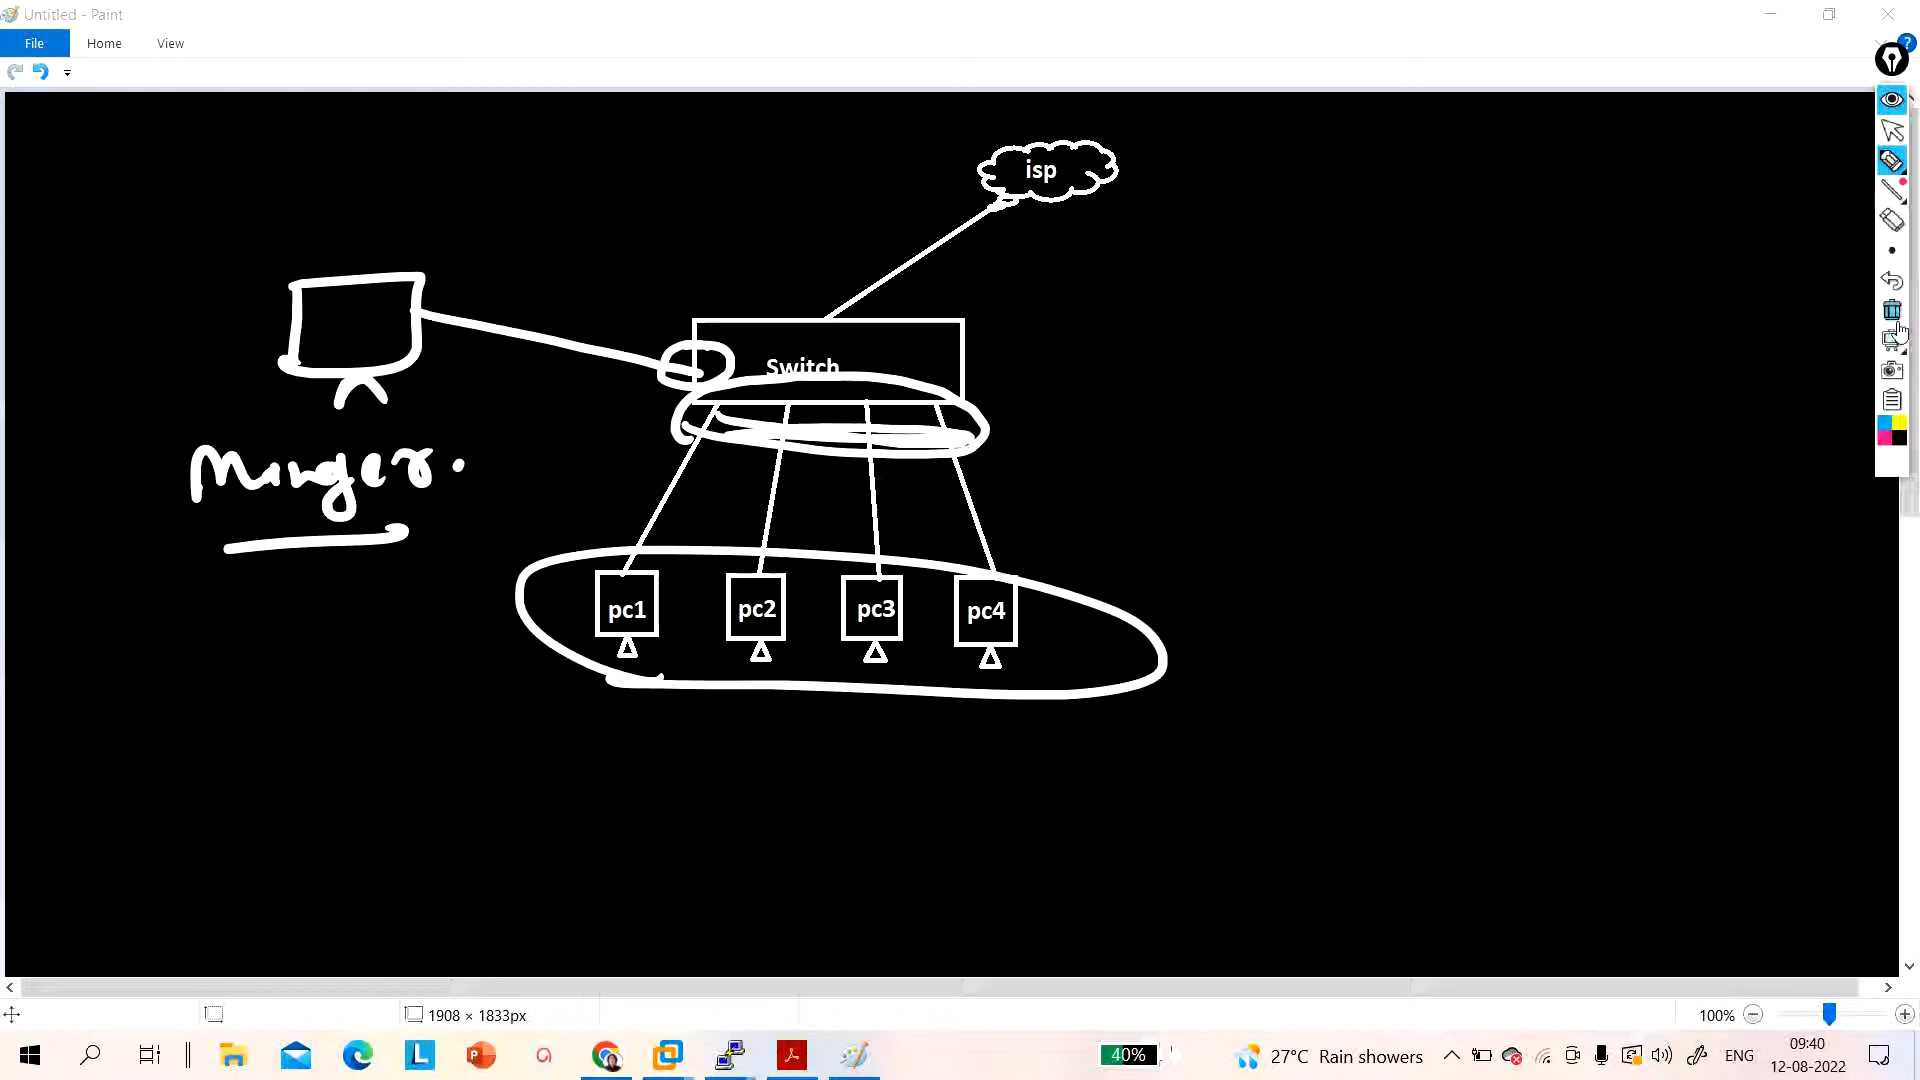 Untitled - Paint
File Home View
?
isp
Switch
Manger.
pc1 pc2 pc3 pc4
1908 × 1833px
100%
L
P
a
40%
27°C Rain showers
ENG
09:40
12-08-2022